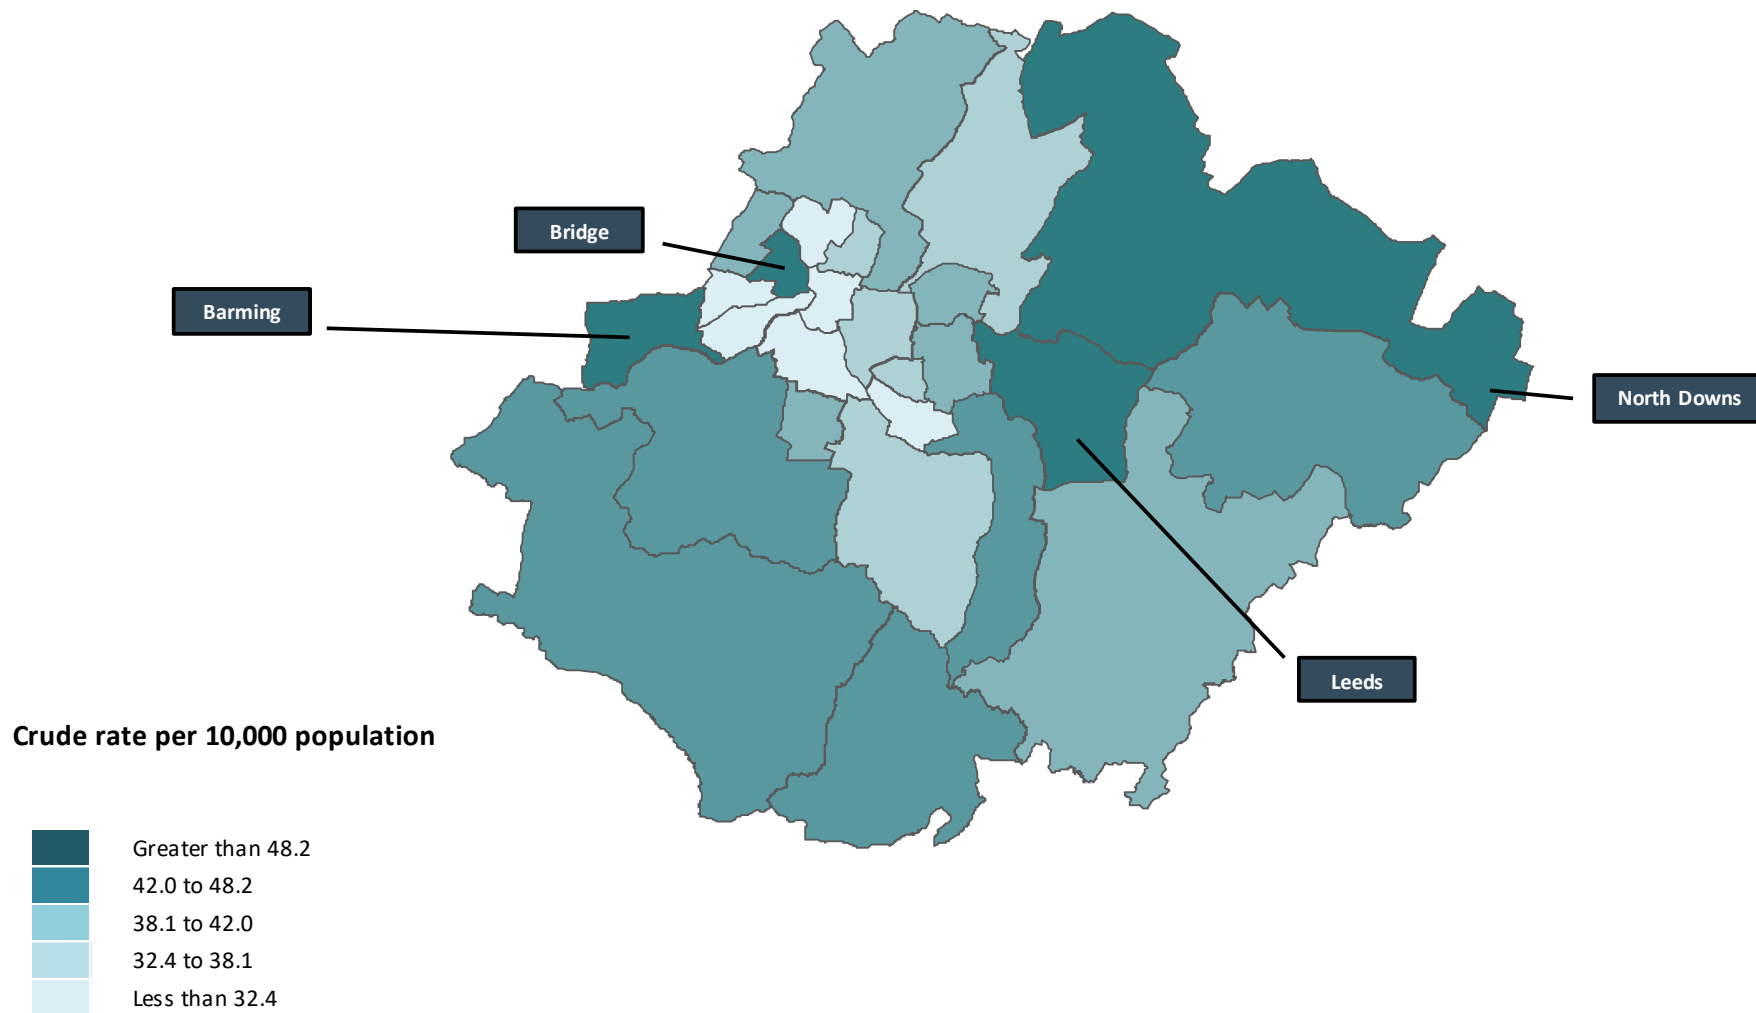 Bridge
Barming
North Downs
Leeds
Crude rate per 10,000 population
Greater than 48.2
42.0 to 48.2
38.1 to 42.0
32.4 to 38.1
Less than 32.4